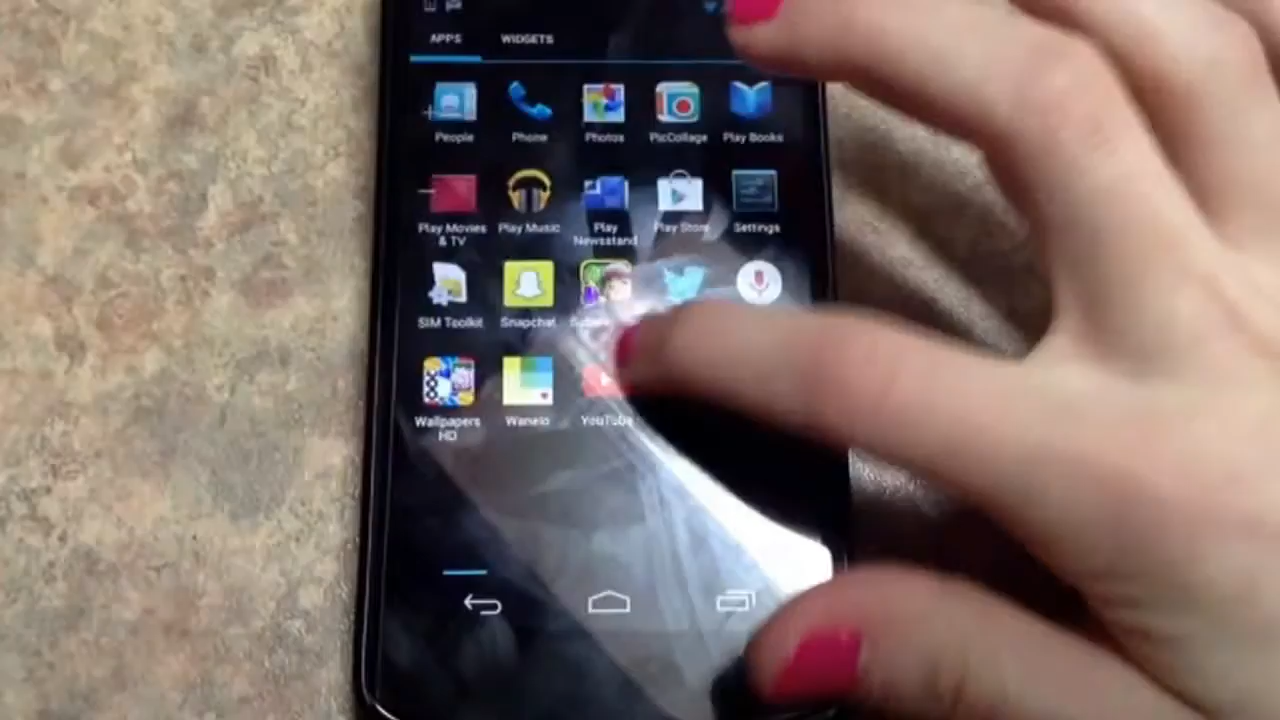 APPS WIDGETS
People Phone Photos PicCollage Play Books
Play Movies Play Music Play Play Store Settings
& TV Newsstand
SIM Toolkit Snapchat
Wallpapers Wanelo YouTube
HD